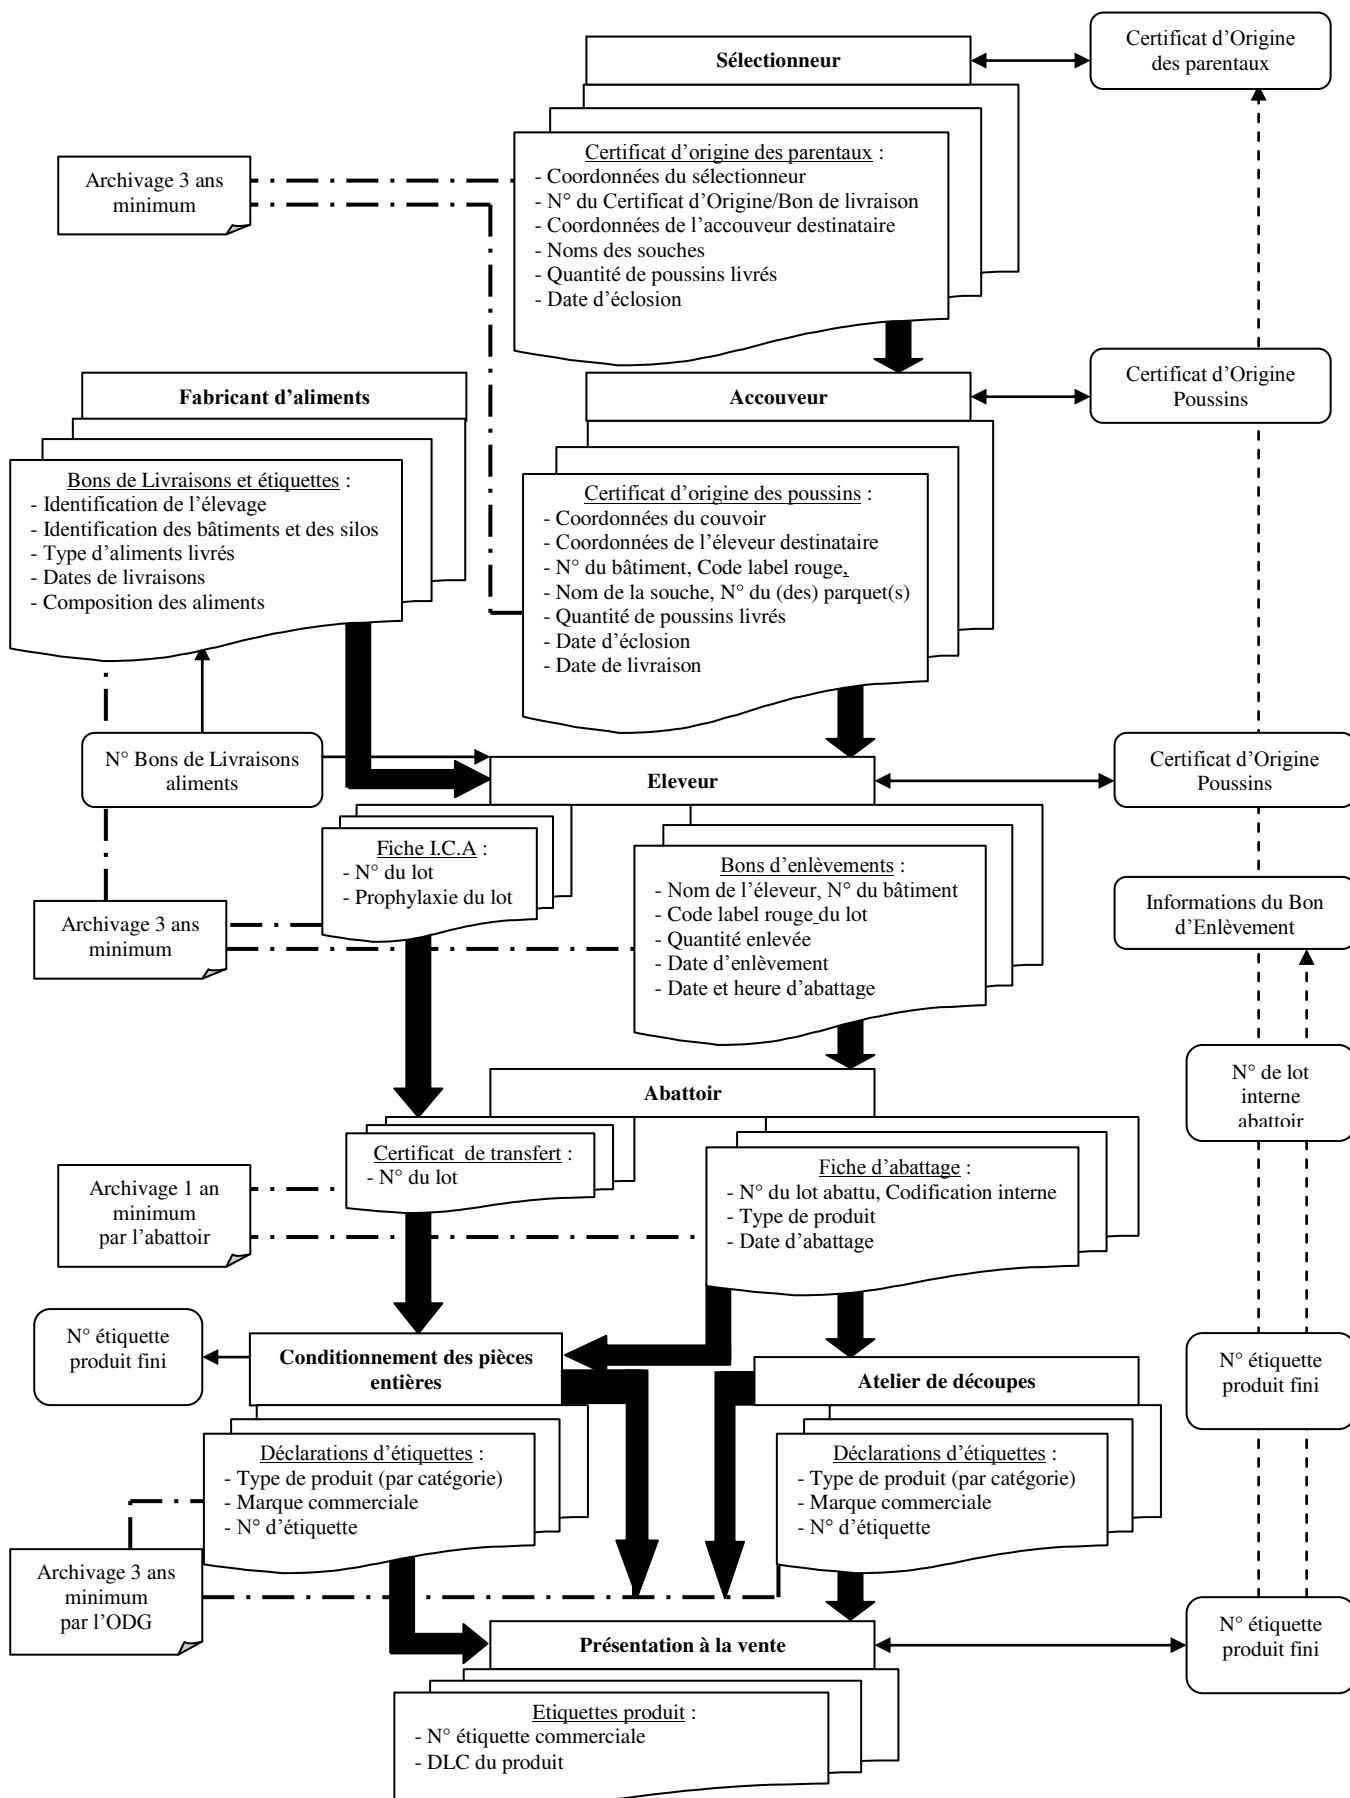 Sélectionneur
Certificat d'Origine
des parentaux
Archivage 3 ans
minimum
Certificat d'origine des parentaux :
- Coordonnées du sélectionneur
- N° du Certificat d'Origine/Bon de livraison
- Coordonnées de l'accouveur destinataire
- Noms des souches
- Quantité de poussins livrés
- Date d'éclosion
Fabricant d'aliments
Accouveur
Certificat d'Origine
Poussins
Bons de Livraisons et étiquettes :
- Identification de l'élevage
- Identification des bâtiments et des silos
- Type d'aliments livrés
- Dates de livraisons
- Composition des aliments
Certificat d'origine des poussins :
- Coordonnées du couvoir
- Coordonnées de l'éleveur destinataire
- N° du bâtiment, Code label rouge,
- Nom de la souche, N° du (des) parquet(s)
- Quantité de poussins livrés
- Date d'éclosion
- Date de livraison
N° Bons de Livraisons
aliments
Eleveur
Certificat d'Origine
Poussins
Fiche I.C.A :
- N° du lot
- Prophylaxie du lot
Bons d'enlèvements :
- Nom de l'éleveur, N° du bâtiment
- Code label rouge du lot
- Quantité enlevée
- Date d'enlèvement
- Date et heure d'abattage
Archivage 3 ans
minimum
Informations du Bon
d'Enlèvement
Abattoir
N° de lot
interne
abattoir
Certificat  de transfert :
- N° du lot
Archivage 1 an
minimum
par l'abattoir
Fiche d'abattage :
- N° du lot abattu, Codification interne
- Type de produit
- Date d'abattage
N° étiquette
produit fini
Conditionnement des pièces
entières
Atelier de découpes
N° étiquette
produit fini
Déclarations d'étiquettes :
- Type de produit (par catégorie)
- Marque commerciale
- N° d'étiquette
Déclarations d'étiquettes :
- Type de produit (par catégorie)
- Marque commerciale
- N° d'étiquette
Archivage 3 ans
minimum
par l'ODG
Présentation à la vente
N° étiquette
produit fini
Etiquettes produit :
- N° étiquette commerciale
- DLC du produit